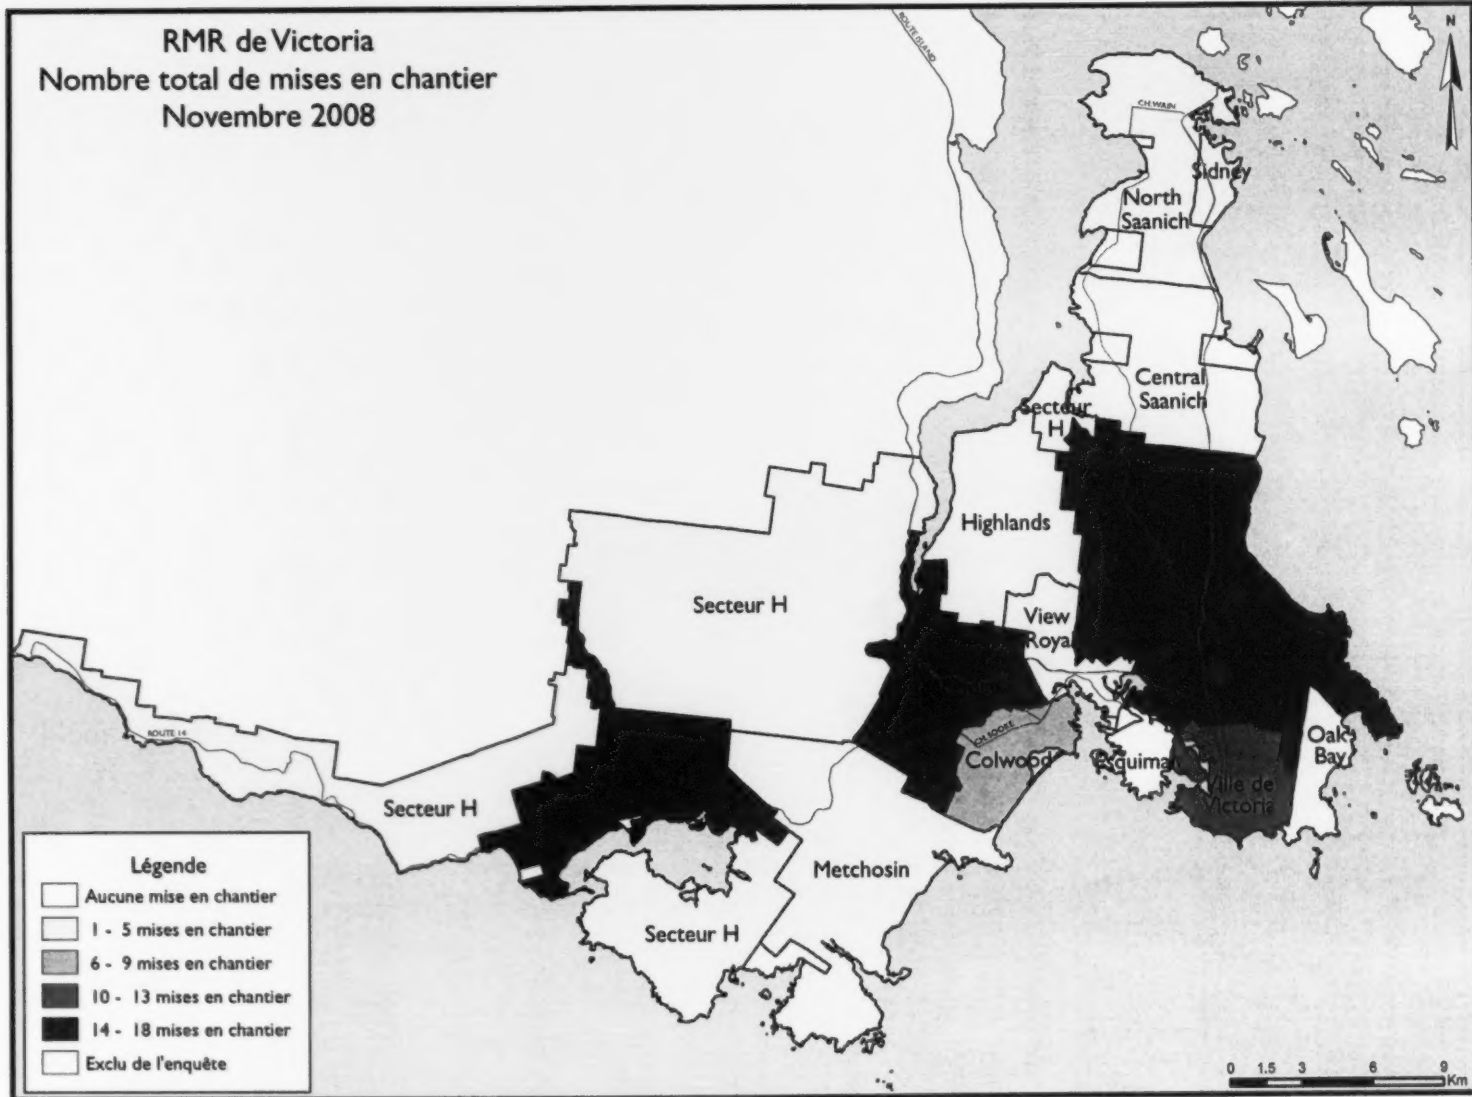 RMR de Victoria
Nombre total de mises en chantier
Novembre 2008
N
ROUTE ISLAND
CH. WAIN
Sidney
North
Saanich
Central
Saanich
Secteur
H
Highlands
Secteur H
View
Royal
ROUTE 14
CH. SOOKE
Colwood
Esquimalt
Ville de
Victoria
Oak
Bay
Secteur H
Metchosin
Secteur H
Légende
Aucune mise en chantier
1 - 5 mises en chantier
6 - 9 mises en chantier
10 - 13 mises en chantier
14 - 18 mises en chantier
Exclu de l'enquête
0 1.5 3 6 9
Km